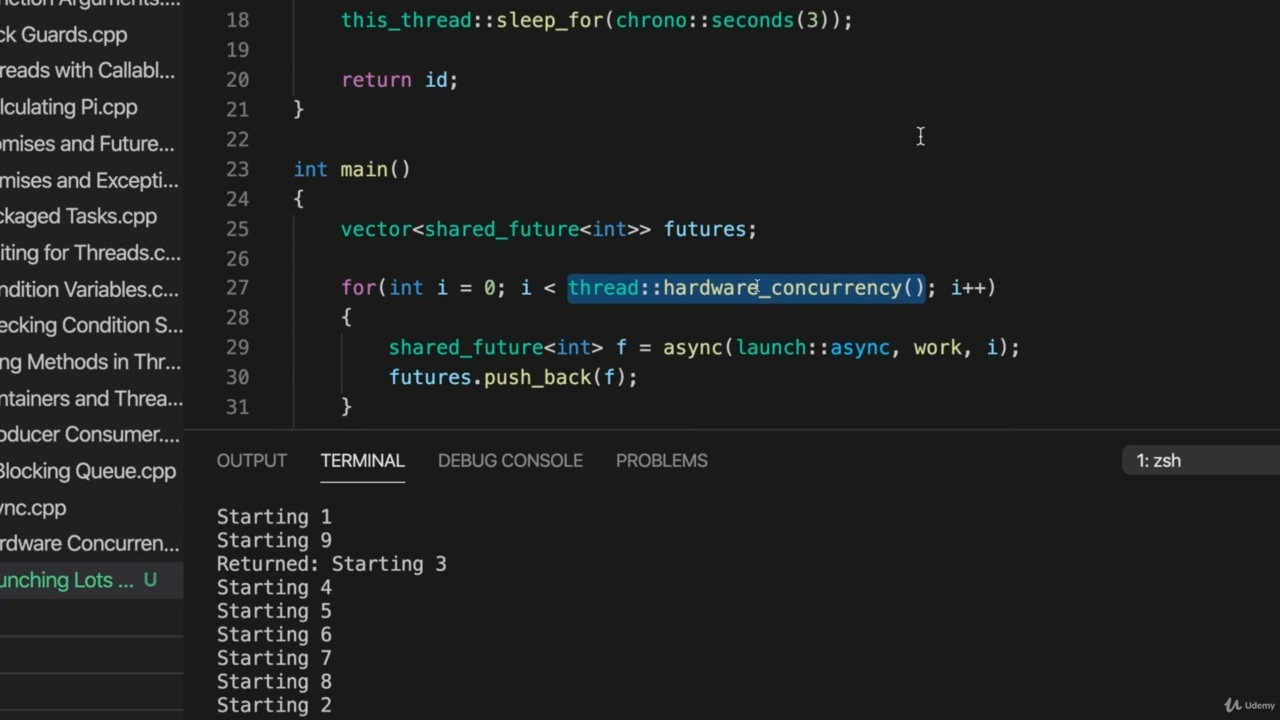 nction Arguments.…
ck Guards.cpp
reads with Callabl...
lculating Pi.cpp
omises and Future...
mises and Excepti...
ckaged Tasks.cpp
iting for Threads.c...
ndition Variables.c...
ecking Condition S...
ing Methods in Thr...
ntainers and Threa...
oducer Consumer....
Blocking Queue.cpp
ync.cpp
rdware Concurren...
unching Lots ... U
18 this_thread::sleep_for(chrono::seconds(3));
19
20 return id;
21 }
22
23 int main()
24 {
25 vector<shared_future<int>> futures;
26
27 for(int i = 0; i < thread::hardware_concurrency(); i++)
28 {
29 shared_future<int> f = async(launch::async, work, i);
30 futures.push_back(f);
31 }
OUTPUT TERMINAL DEBUG CONSOLE PROBLEMS 1: zsh
Starting 1
Starting 9
Returned: Starting 3
Starting 4
Starting 5
Starting 6
Starting 7
Starting 8
Starting 2
Udemy